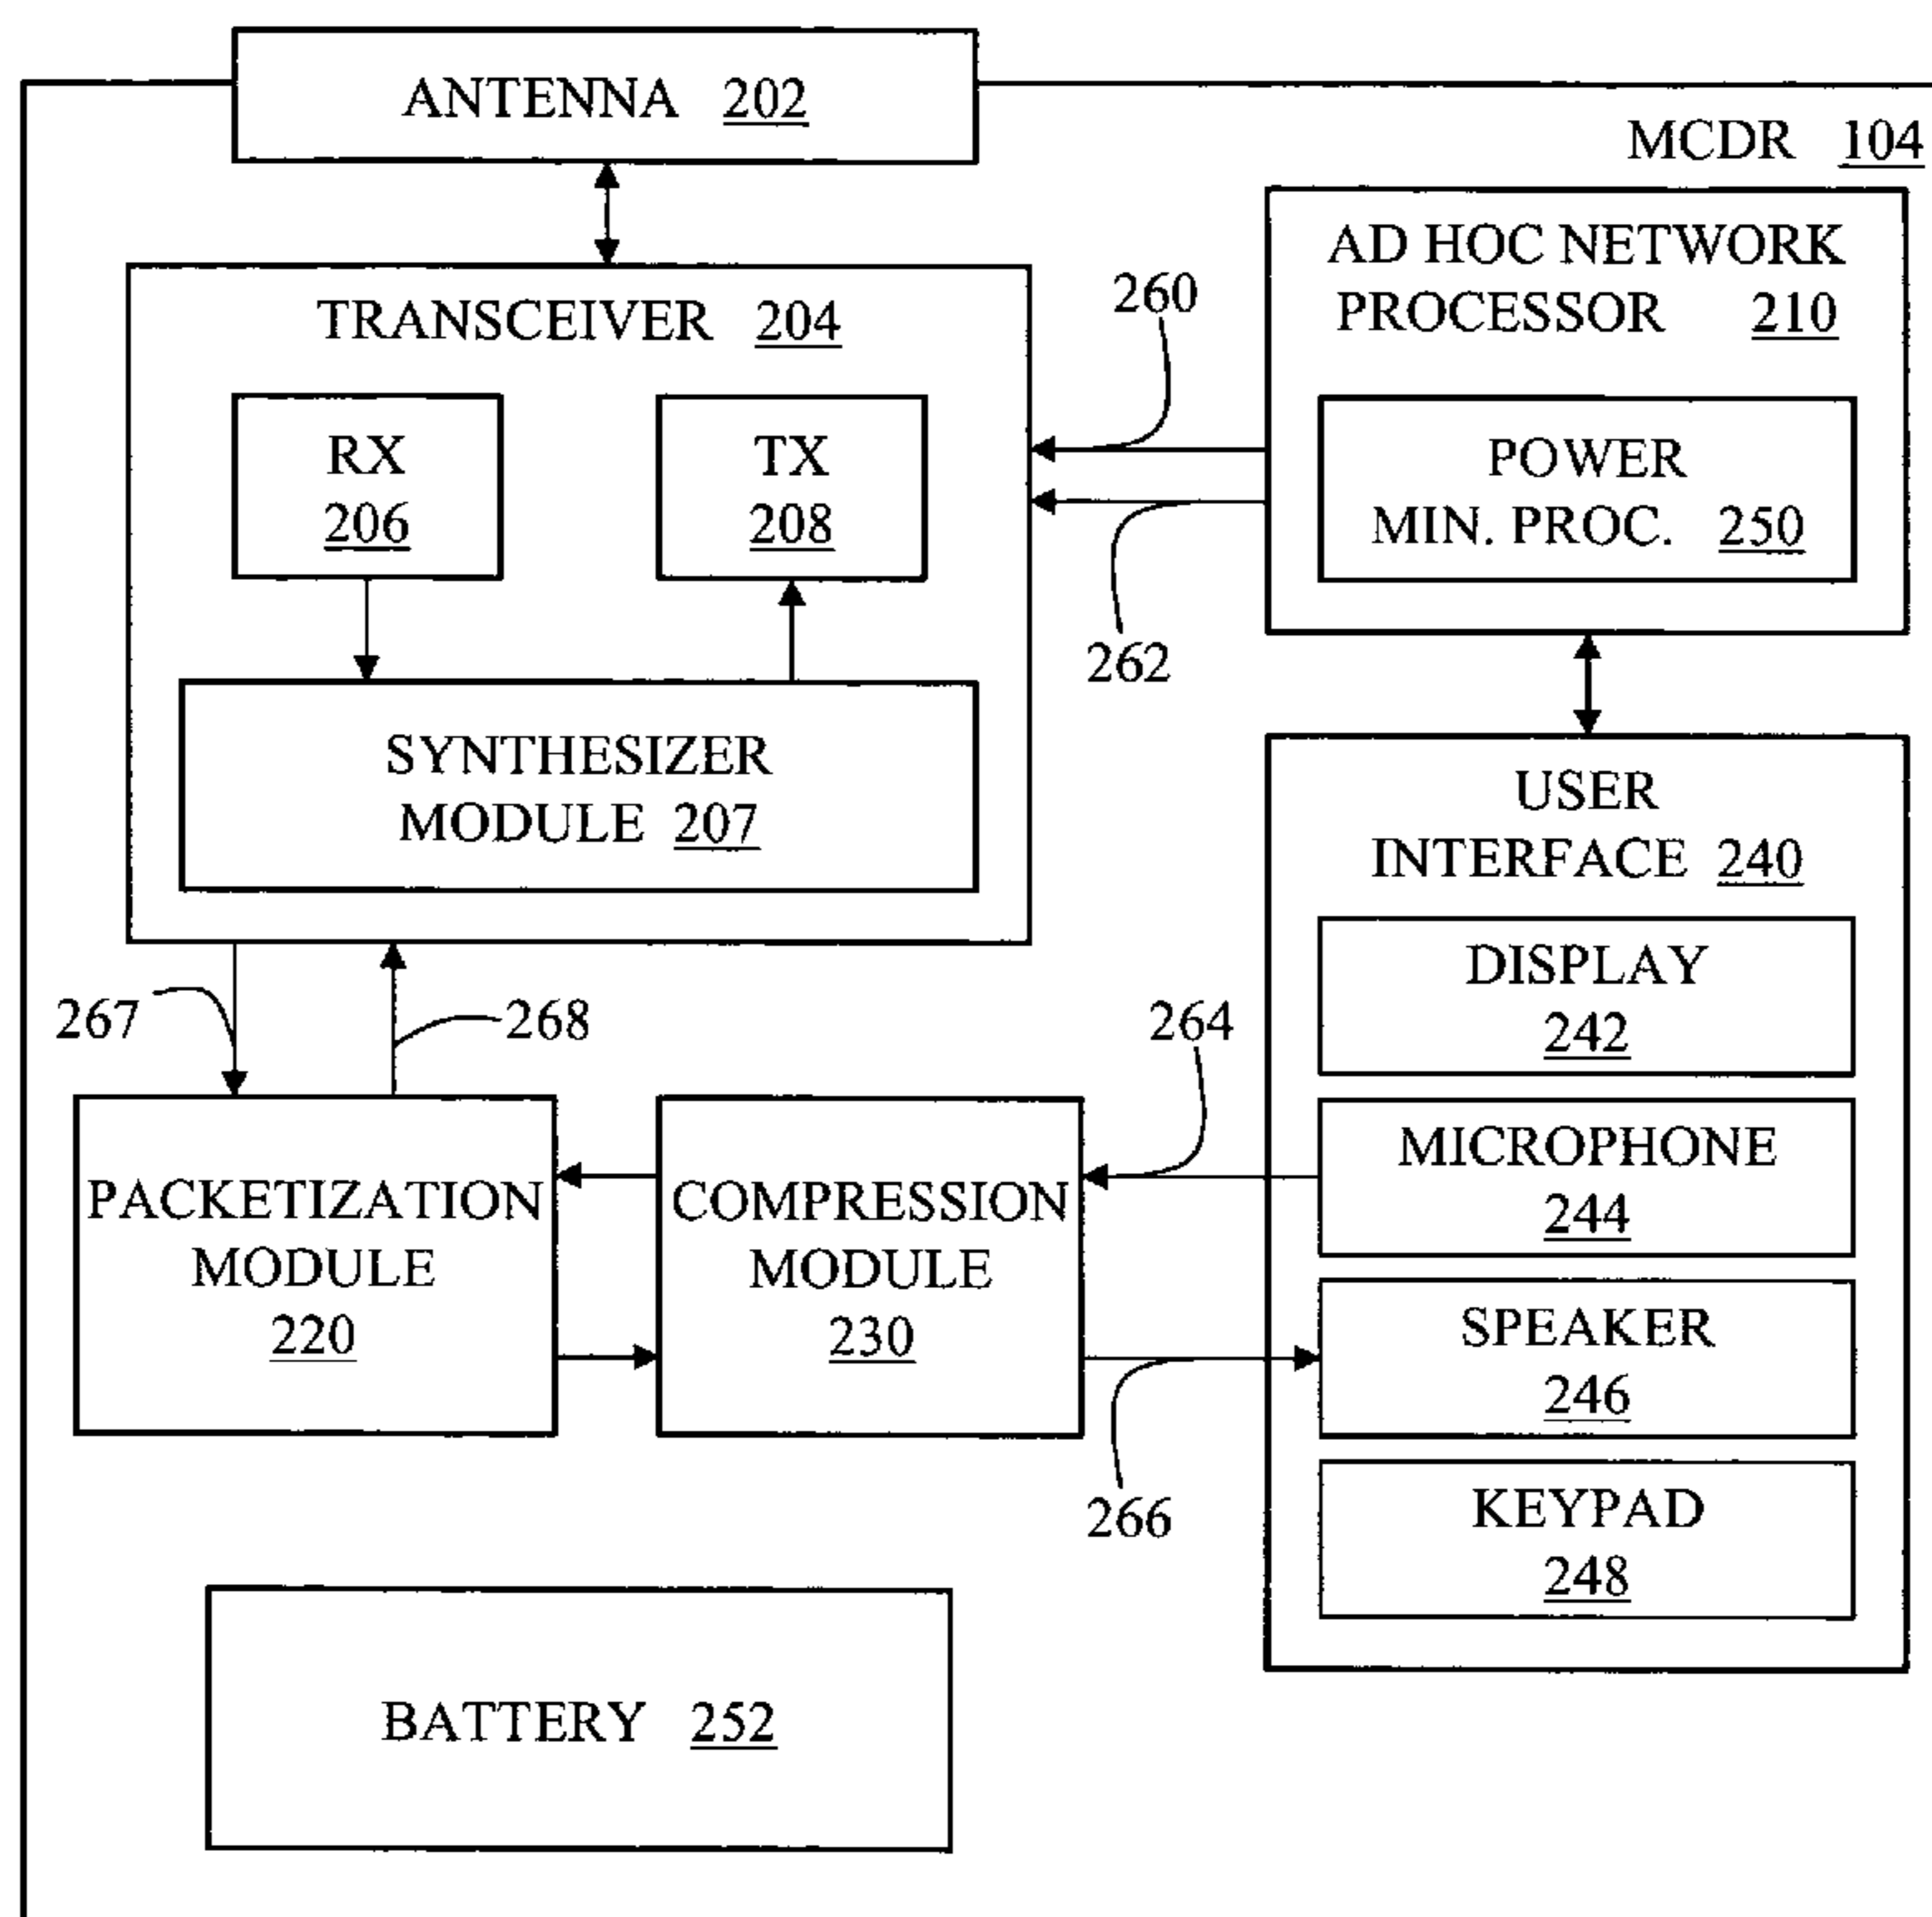 ANTENNA 202
MCDR 104
TRANSCEIVER 204
RX
206
TX
208
SYNTHESIZER
MODULE 207
260
262
AD HOC NETWORK
PROCESSOR 210
POWER
MIN. PROC. 250
USER
INTERFACE 240
DISPLAY
242
MICROPHONE
244
SPEAKER
246
KEYPAD
248
267
268
264
PACKETIZATION
MODULE
220
COMPRESSION
MODULE
230
266
BATTERY 252